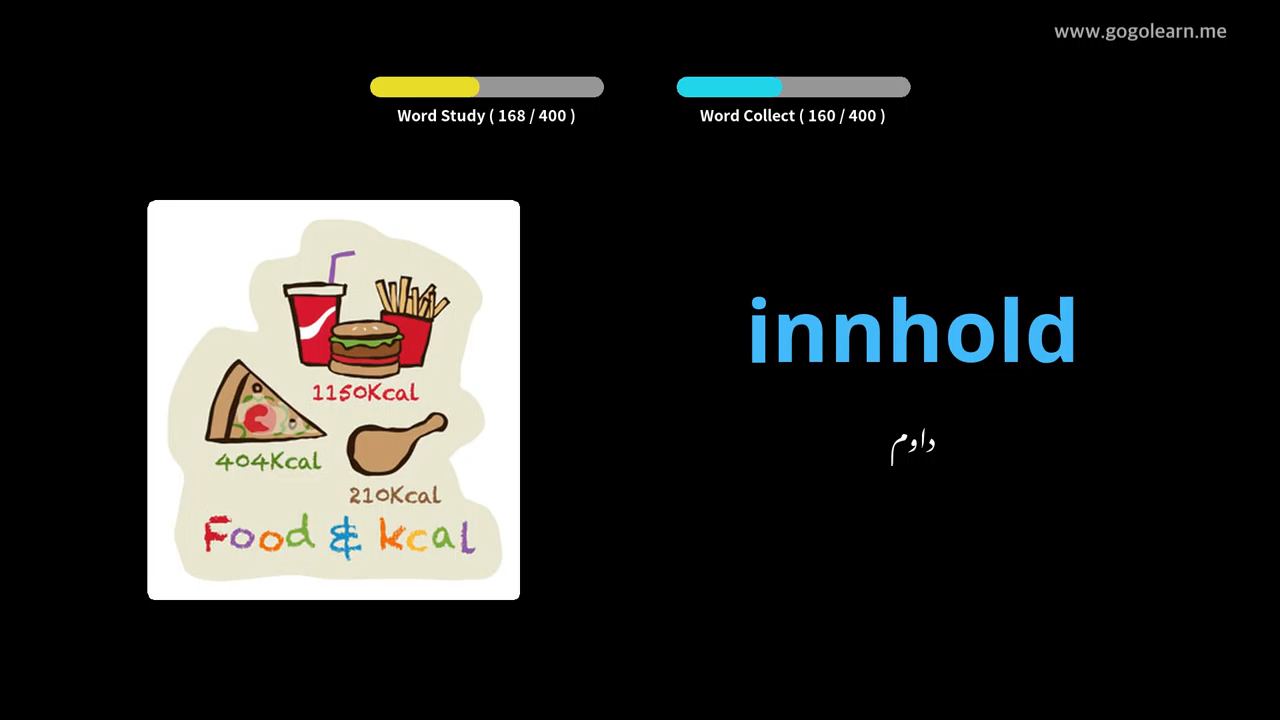 www.gogolearn.me
Word Study ( 168 / 400 )
Word Collect ( 160 / 400 )
1150Kcal
404Kcal
210Kcal
Food & kcal
innhold
داوم